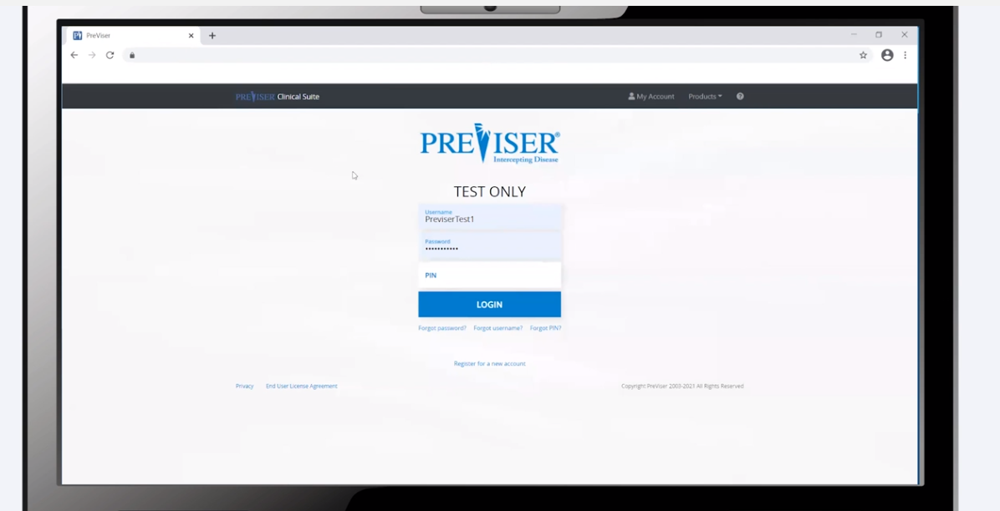 PreViser
PREVISER Clinical Suite
My Account Products
PREVISER®
Intercepting Disease
TEST ONLY
Username
PreviserTest1
Password
•••••••••••
PIN
LOGIN
Forgot password? Forgot username? Forgot PIN?
Register for a new account
Privacy End User License Agreement
Copyright PreViser 2003-2021 All Rights Reserved